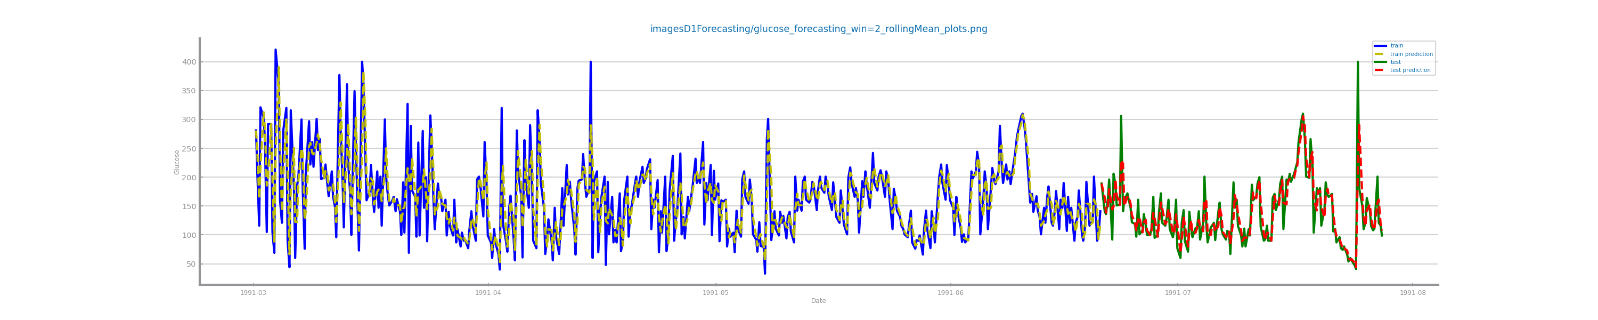 imagesD1Forecasting/glucose_forecasting_win=2_rollingMean_plots.png
train
train prediction
test
test prediction
400
350
300
250
200
150
100
50
Glucose
1991-03
1991-04
1991-05
1991-06
1991-07
1991-08
Date